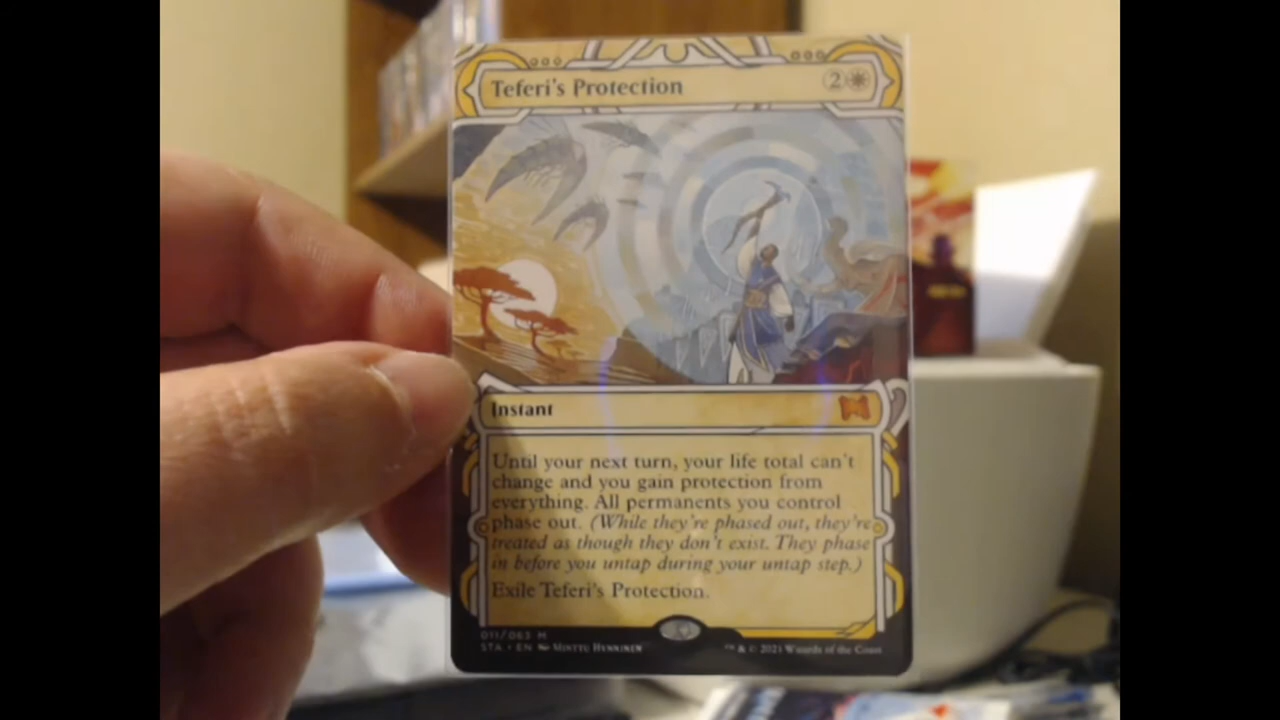 Teferi's Protection 2
Instant
Until your next turn, your life total can't
change and you gain protection from
everything. All permanents you control
phase out. (While they're phased out, they're
treated as though they don't exist. They phase
in before you untap during your untap step.)
Exile Teferi's Protection.
011/063 M
STA • EN Minttu Hynninen
™ & © 2021 Wizards of the Coast